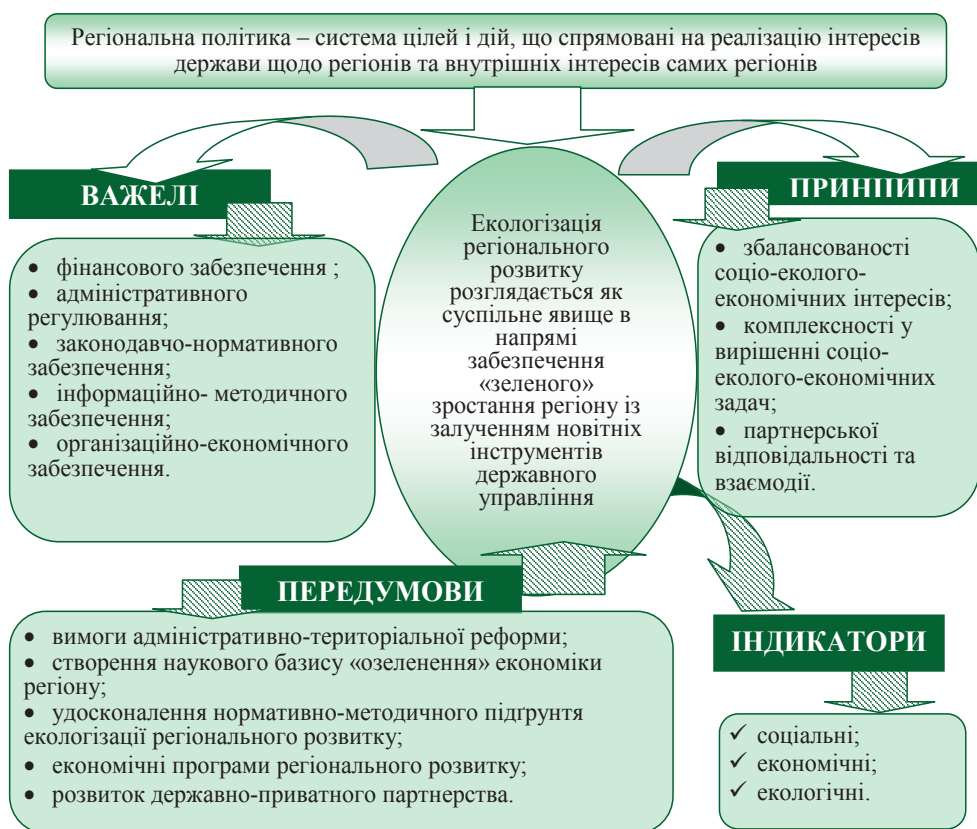 Регіональна політика – система цілей і дій, що спрямовані на реалізацію інтересів
держави щодо регіонів та внутрішніх інтересів самих регіонів
ВАЖЕЛІ
• фінансового забезпечення ;
• адміністративного
регулювання;
• законодавчо-нормативного
забезпечення;
• інформаційно- методичного
забезпечення;
• організаційно-економічного
забезпечення.
Екологізація
регіонального
розвитку
розглядається як
суспільне явище в
напрямі
забезпечення
«зеленого»
зростання регіону із
залученням новітніх
інструментів
державного
управління
ПРИНПИПИ
• збалансованості
соціо-еколого-
економічних інтересів;
• комплексності у
вирішенні соціо-
еколого-економічних
задач;
• партнерської
відповідальності та
взаємодії.
ПЕРЕДУМОВИ
• вимоги адміністративно-територіальної реформи;
• створення наукового базису «озеленення» економіки
регіону;
• удосконалення нормативно-методичного підґрунтя
екологізації регіонального розвитку;
• економічні програми регіонального розвитку;
• розвиток державно-приватного партнерства.
ІНДИКАТОРИ
✓ соціальні;
✓ економічні;
✓ екологічні.